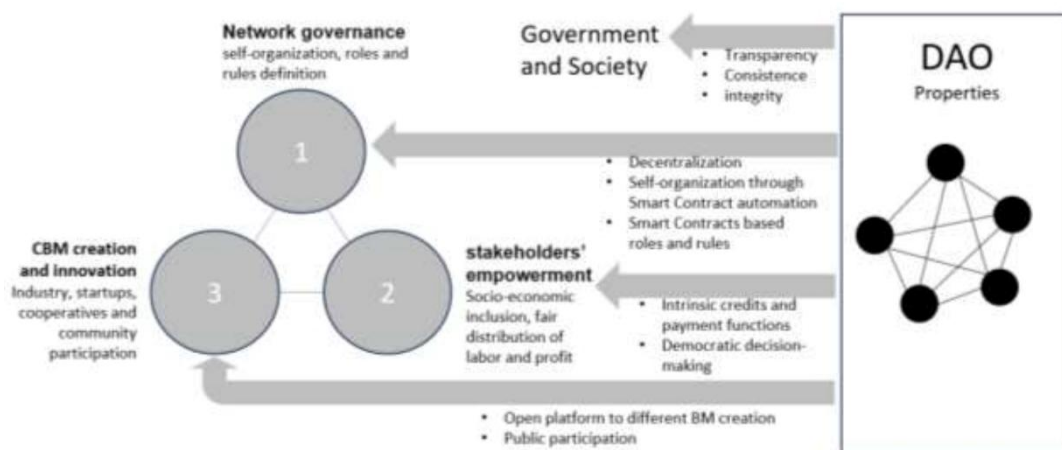 Network governance
self-organization, roles and
rules definition
1
Government
and Society
• Transparency
• Consistence
• integrity
DAO
Properties
• Decentralization
• Self-organization through
Smart Contract automation
• Smart Contracts based
roles and rules
CBM creation
and innovation
Industry, startups,
cooperatives and
community
participation
3
2
stakeholders'
empowerment
Socio-economic
inclusion, fair
distribution of
labor and profit
• Intrinsic credits and
payment functions
• Democratic decision-
making
• Open platform to different BM creation
• Public participation